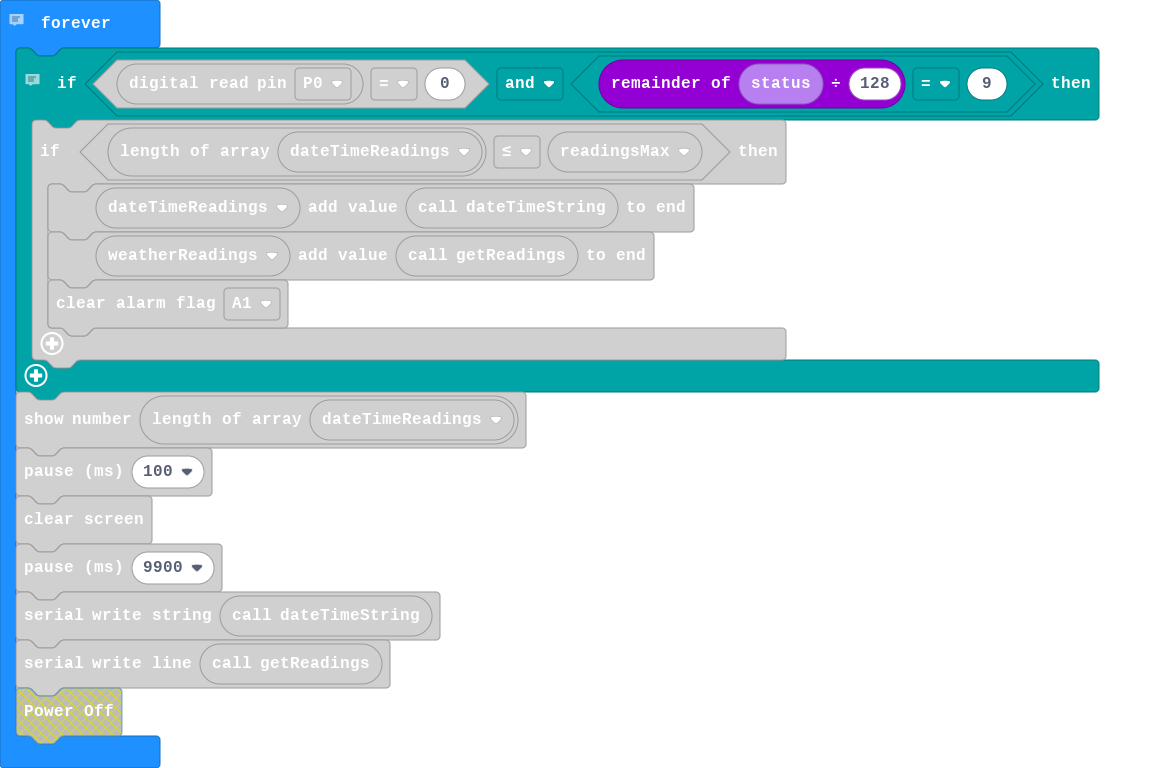 forever
if digital read pin P0 = 0 and remainder of status ÷ 128 = 9 then
if length of array dateTimeReadings ≤ readingsMax then
dateTimeReadings add value call dateTimeString to end
weatherReadings add value call getReadings to end
clear alarm flag A1
show number length of array dateTimeReadings
pause (ms) 100
clear screen
pause (ms) 9900
serial write string call dateTimeString
serial write line call getReadings
Power Off